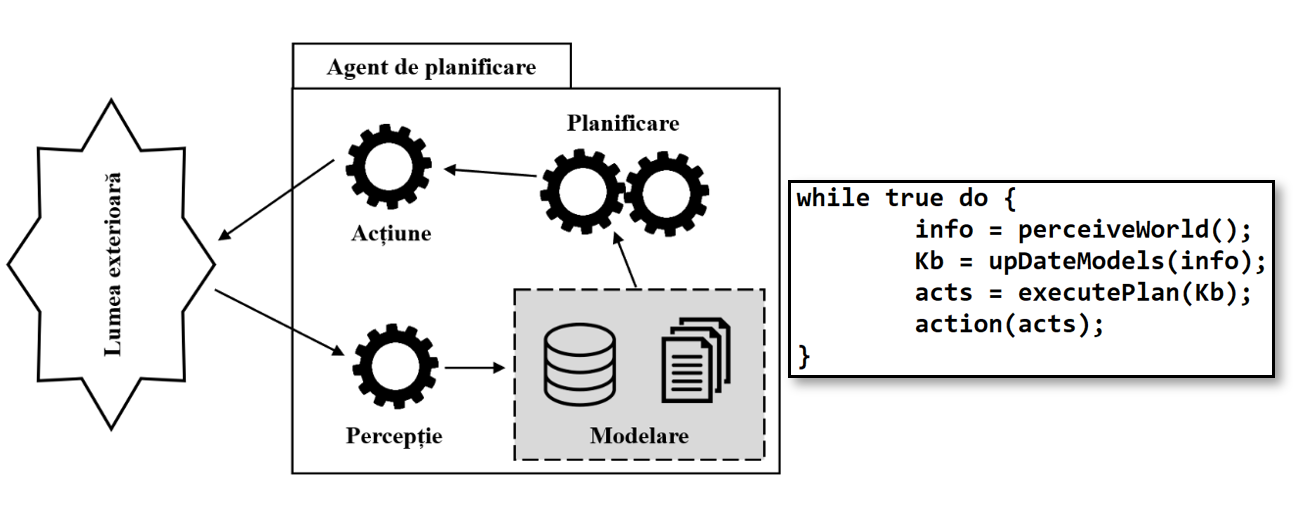 Agent de planificare
Planificare
Acțiune
Lumea exterioară
Percepție
Modelare
while true do {
info = perceiveWorld();
Kb = upDateModels(info);
acts = executePlan(Kb);
action(acts);
}